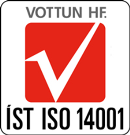 VOTTUN HF.
ÍST ISO 14001